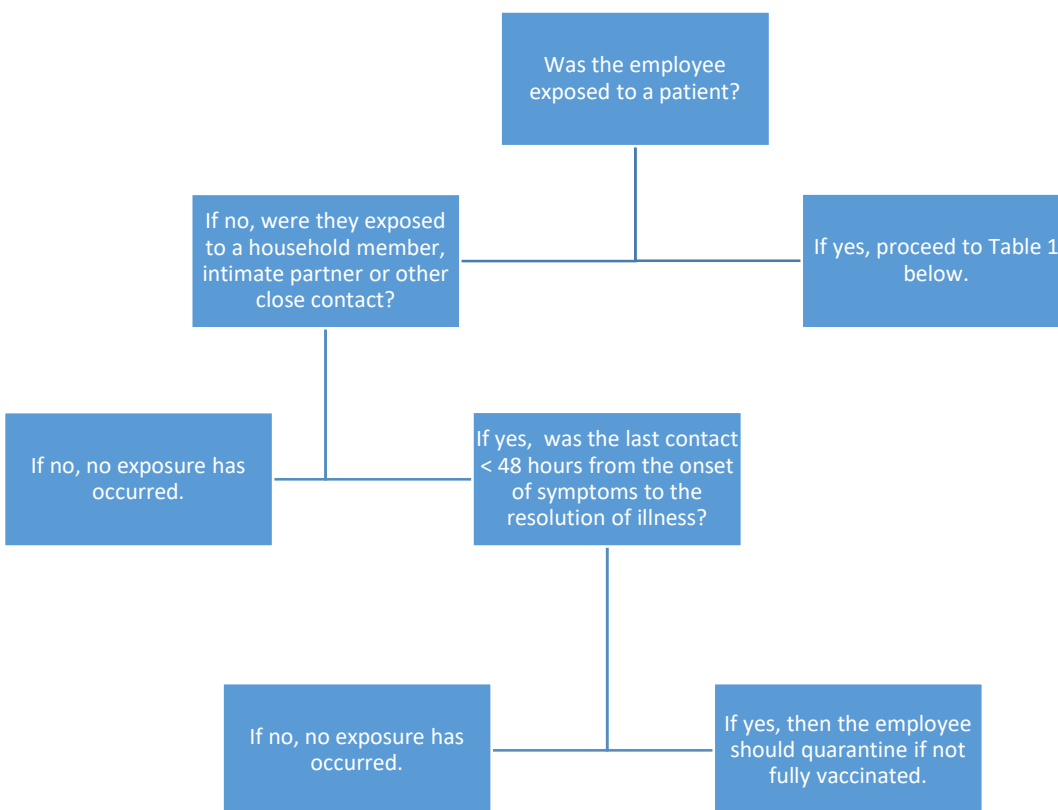 Was the employee
exposed to a patient?
If no, were they exposed
to a household member,
intimate partner or other
close contact?
If yes, proceed to Table 1
below.
If no, no exposure has
occurred.
If yes,  was the last contact
< 48 hours from the onset
of symptoms to the
resolution of illness?
If no, no exposure has
occurred.
If yes, then the employee
should quarantine if not
fully vaccinated.